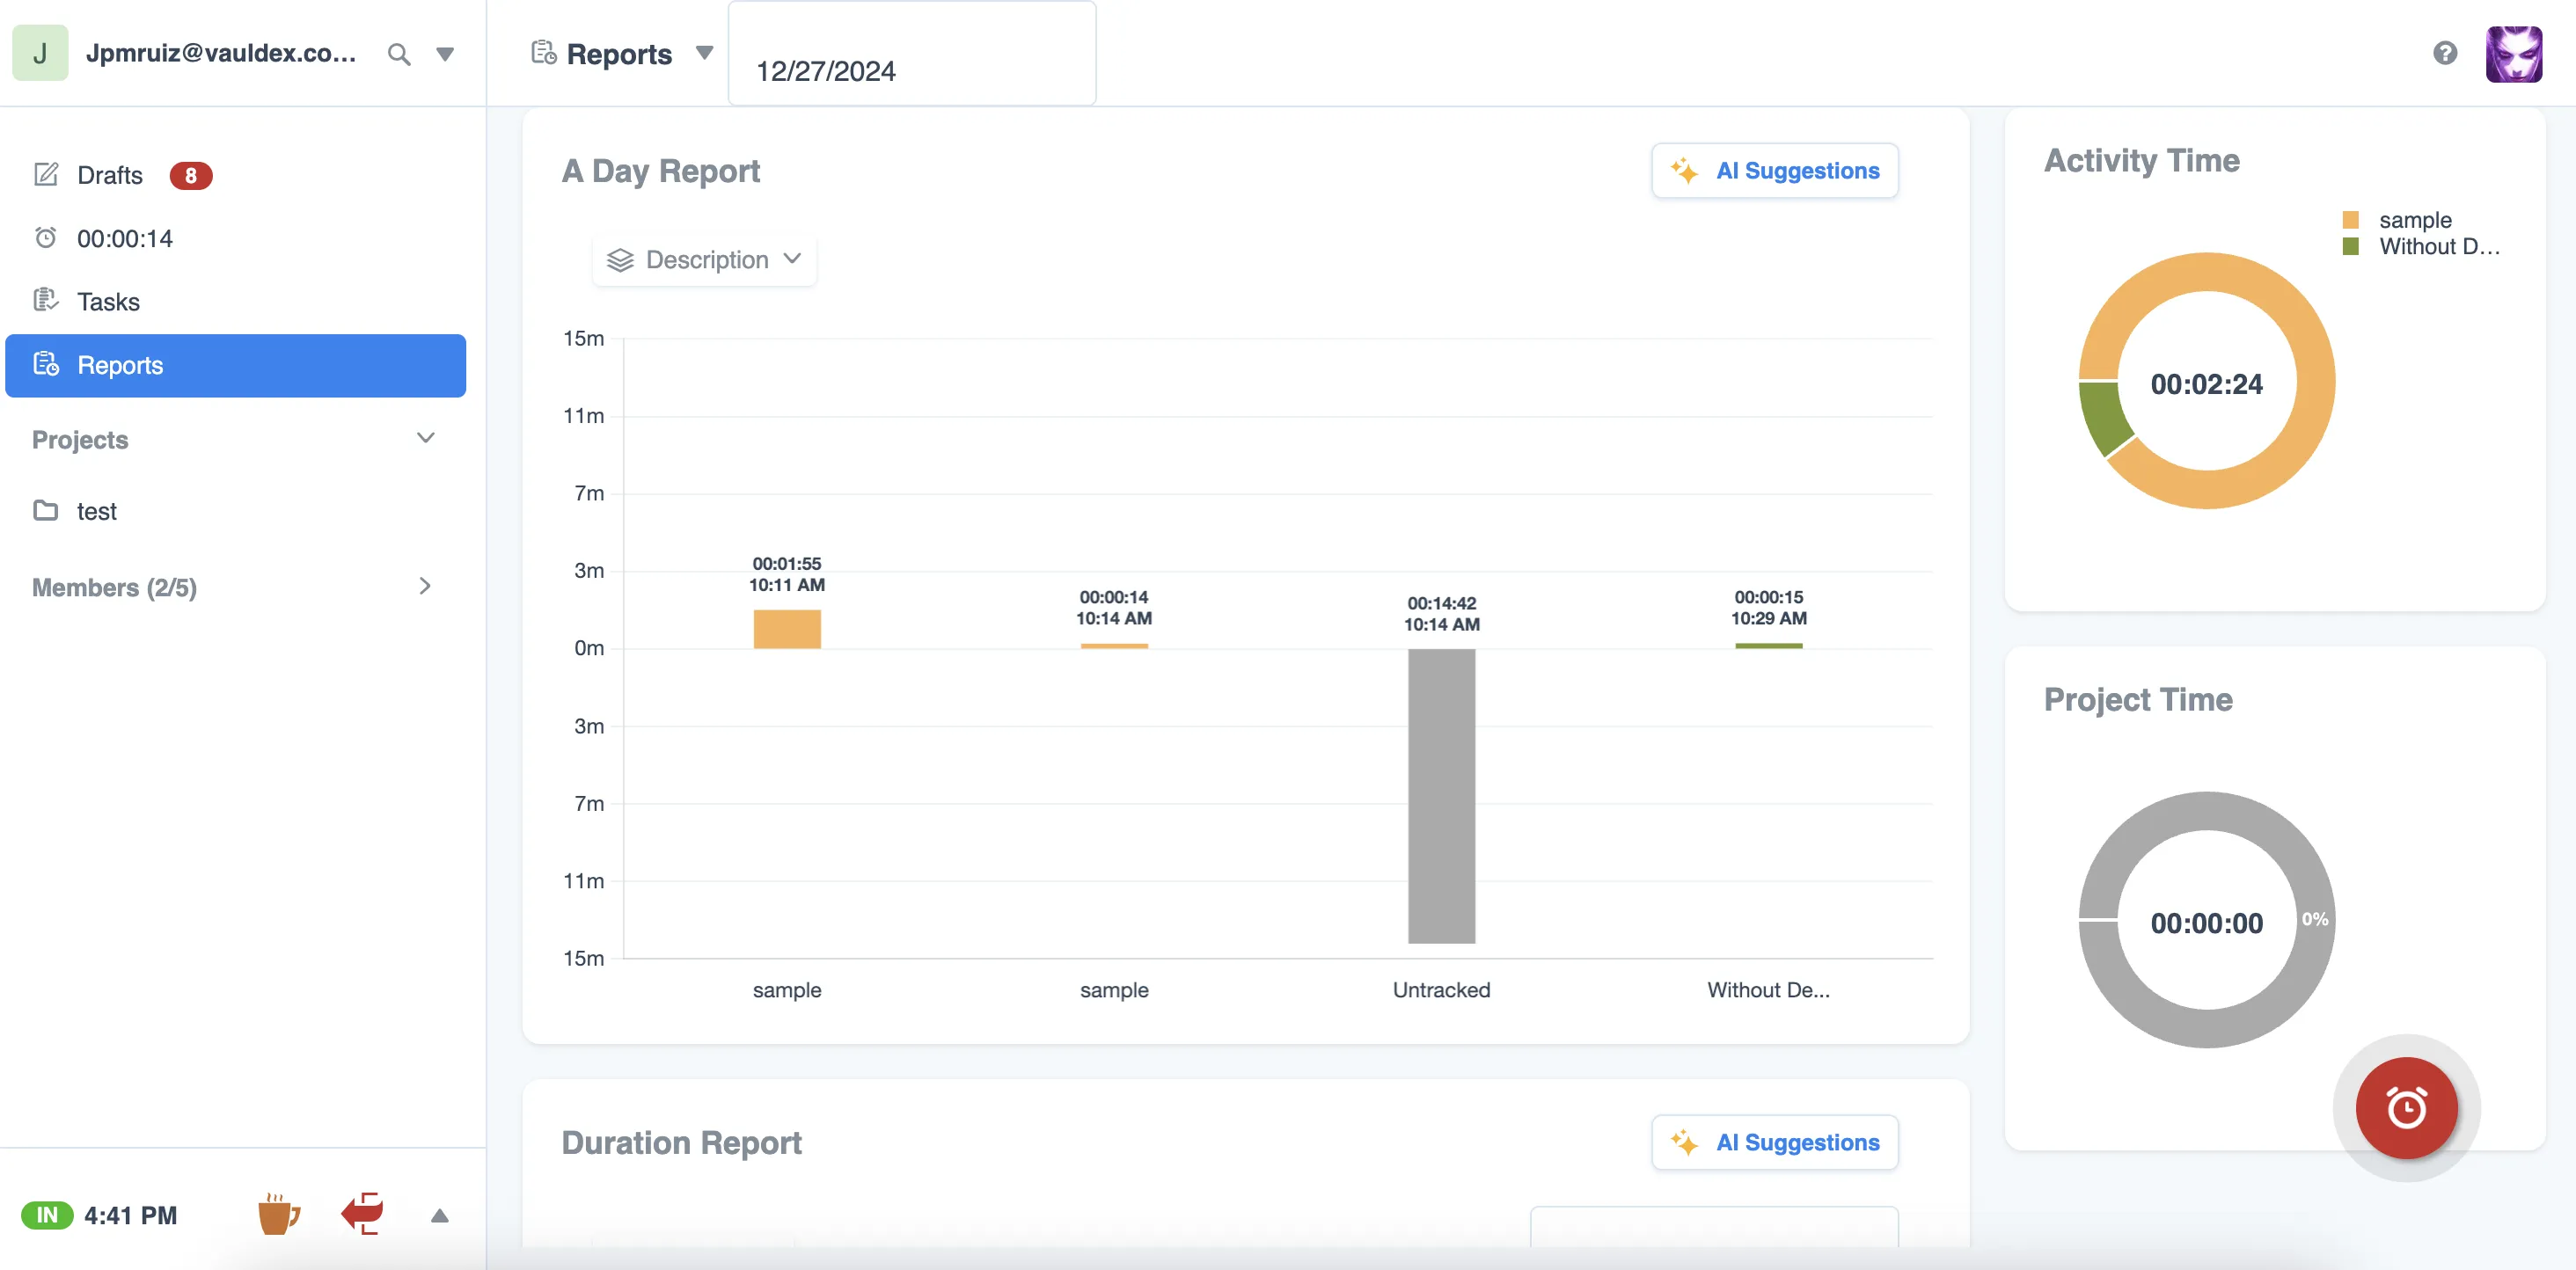 J
Jpmruiz@vauldex.co...
Reports
12/27/2024
Drafts 8
00:00:14
Tasks
Reports
Projects
test
Members (2/5)
IN 4:41 PM
A Day Report
AI Suggestions
Description
15m
11m
7m
3m
0m
3m
7m
11m
15m
00:01:55
10:11 AM
00:00:14
10:14 AM
00:14:42
10:14 AM
00:00:15
10:29 AM
sample
sample
Untracked
Without De...
Duration Report
AI Suggestions
Activity Time
sample
Without D...
00:02:24
Project Time
00:00:00
0%